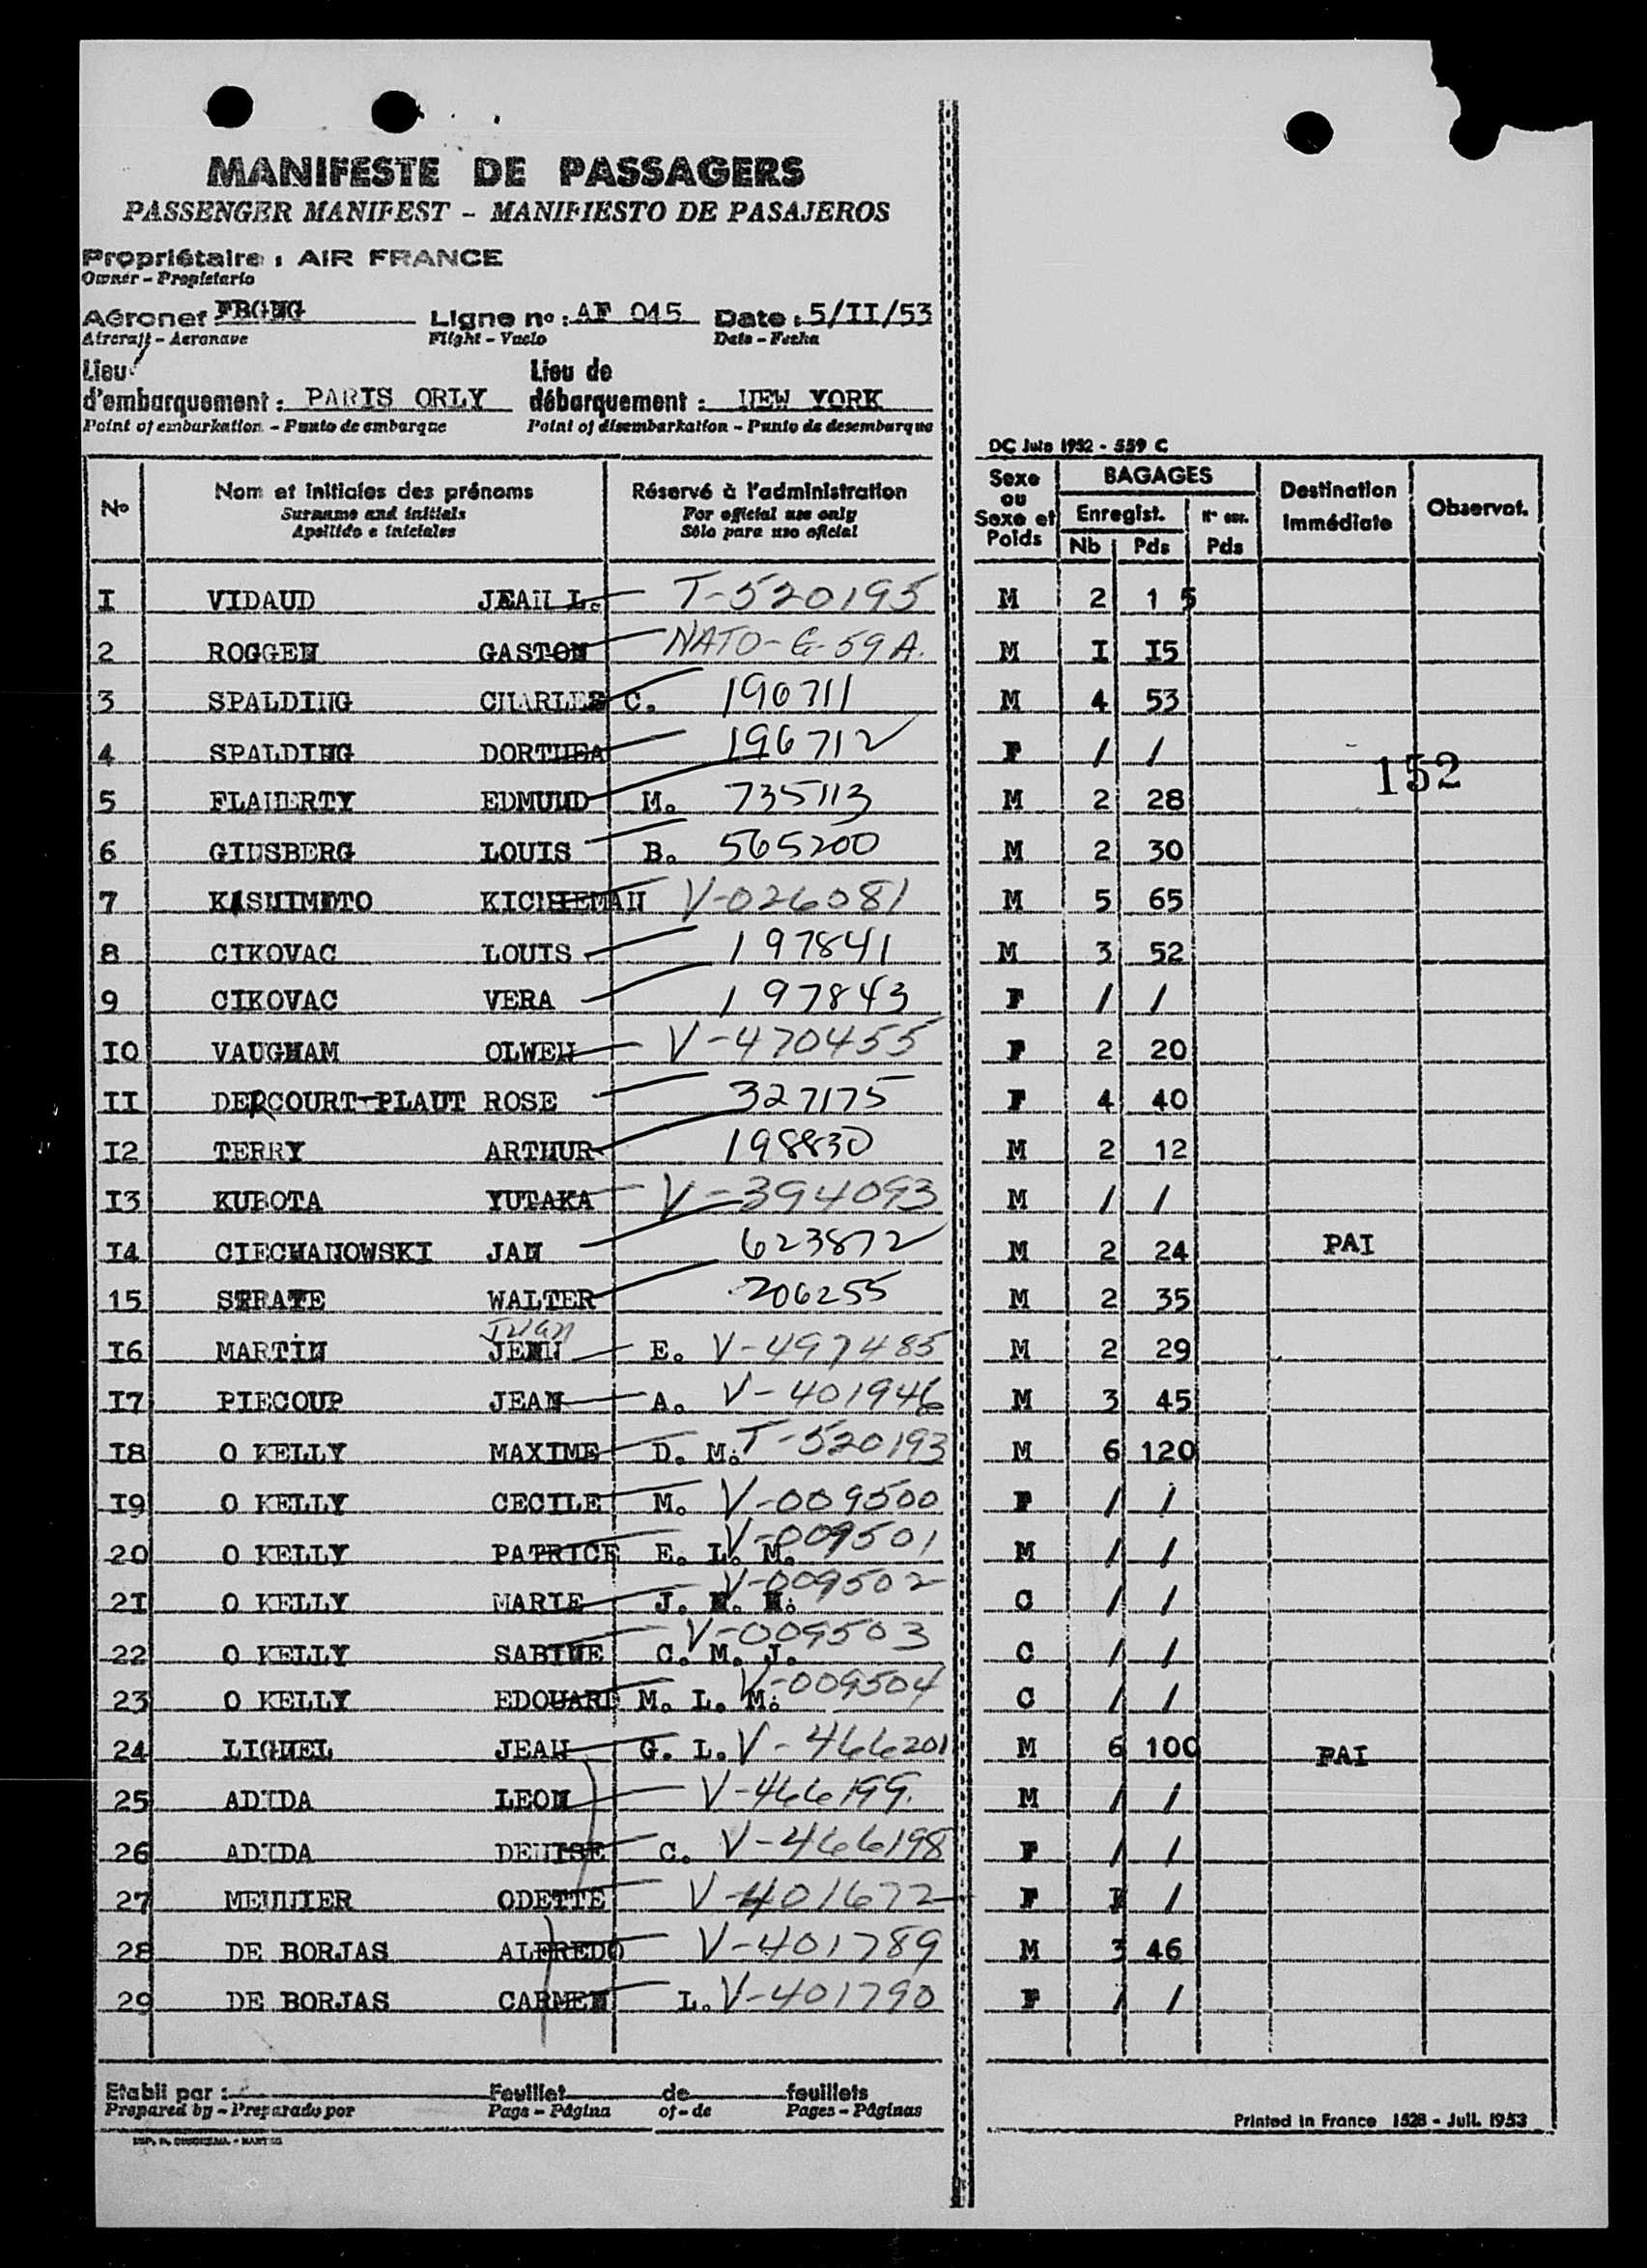 MANIFESTE DE PASSAGERS
PASSENGER MANIFEST - MANIFIESTO DE PASAJEROS
Propriétaire : AIR FRANCE
Owner - Propietario
Aéronef FBGNG Ligne no : AF 045 Date : 5/II/53
Aircraft - Aeronave Flight - Vuelo Date - Fecha
Lieu Lieu de
d'embarquement : PARIS ORLY débarquement : NEW YORK
Point of embarkation - Punto de embarque Point of disembarkation - Punto de desembarque
DC Juin 1952 - 559 C
No Nom et initiales des prénoms Réservé à l'administration Sexe ou Sexe et Poids BAGAGES Destination Immédiate Observat.
Surname and initials For official use only Enregist. N° enr.
Apellido e iniciales Sólo para uso oficial Nb Pds Pds
I VIDAUD JEAN L. T-520195 M 2 1 5
2 ROGGEN GASTON NATO-G-59A. M I I5
3 SPALDING CHARLES C. 196711 M 4 53
4 SPALDING DORTHEA 196712 F / /
152
5 FLAHERTY EDMUND M. 735113 M 2 28
6 GINSBERG LOUIS B. 565200 M 2 30
7 KISHIMOTO KICHIEMAN V-026081 M 5 65
8 CIKOVAC LOUIS 197841 M 3 52
9 CIKOVAC VERA 197843 F / /
I0 VAUGHAM OLWEN V-470455 F 2 20
II DERCOURT-PLAUT ROSE 327175 F 4 40
I2 TERRY ARTHUR 198830 M 2 12
I3 KUBOTA YUTAKA V-394093 M / /
I4 CIECHANOWSKI JAN 623872 M 2 24 PAI
15 STRATE WALTER 206255 M 2 35
Juan
I6 MARTIN JENN E. V-497485 M 2 29
I7 PIECOUP JEAN A. V-401946 M 3 45
I8 O KELLY MAXIME D. M. T-520193 M 6 120
I9 O KELLY CECILE M. V-009500 F / /
20 O KELLY PATRICE E. L. M. V-009501 M / /
2I O KELLY MARIE J. N. N. V-009502 C / /
22 O KELLY SABINE C. M. J. V-009503 C / /
23 O KELLY EDOUARD M. L. M. V-009504 C / /
24 LIGNEL JEAN G. L. V-466201 M 6 100 PAI
25 ADIDA LEON V-466199. M / /
26 ADIDA DENISE C. V-466198 F / /
27 MEUNIER ODETTE V-401672 F / /
28 DE BORJAS ALFREDO V-401789 M 3 46
29 DE BORJAS CARMEN L. V-401790 F / /
Etabli par : Feuillet de feuillets
Prepared by - Preparado por Page - Página of - de Pages - Páginas
Printed in France 1528 - Juil. 1953